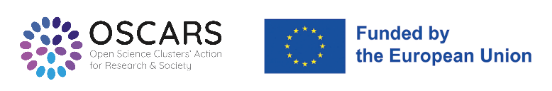 OSCARS
Open Science Clusters' Action
for Research & Society
Funded by
the European Union